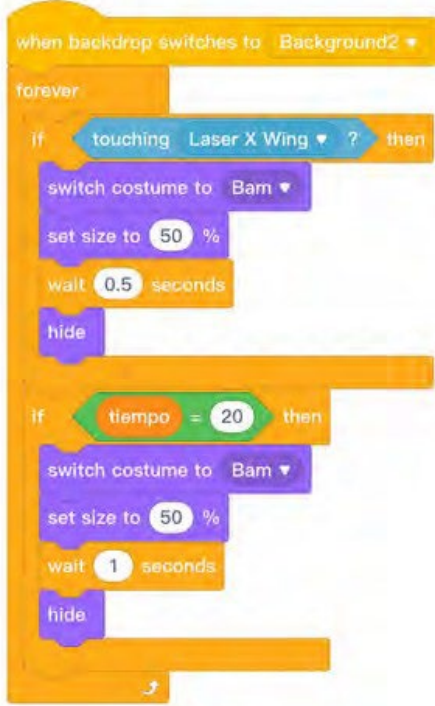 when backdrop switches to Background2
forever
if touching Laser X Wing ? then
switch costume to Bam
set size to 50 %
wait 0.5 seconds
hide
if tiempo = 20 then
switch costume to Bam
set size to 50 %
wait 1 seconds
hide